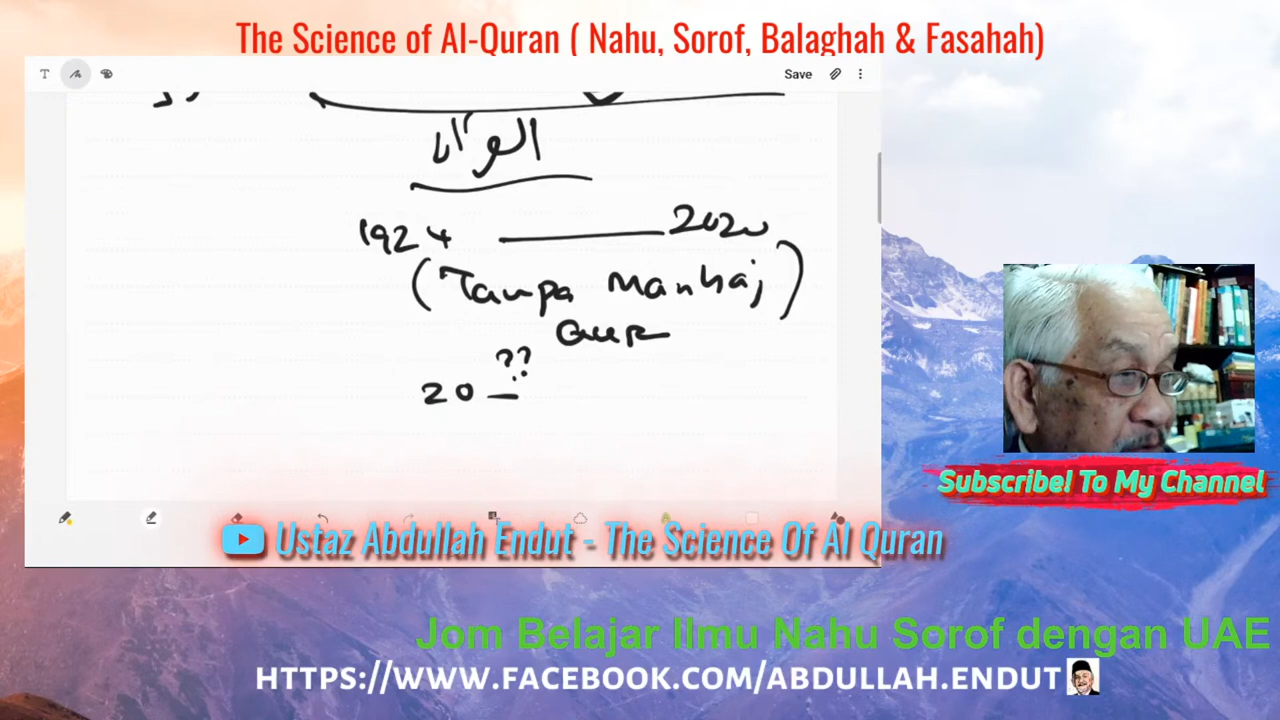 The Science of Al-Quran ( Nahu, Sorof, Balaghah & Fasahah)
T
Save
1924 — 2020
(Tanpa Manhaj)
??
20 —
Subscribe! To My Channel
Ustaz Abdullah Endut - The Science Of Al Quran
Jom Belajar Ilmu Nahu Sorof dengan UAE
HTTPS://WWW.FACEBOOK.COM/ABDULLAH.ENDUT